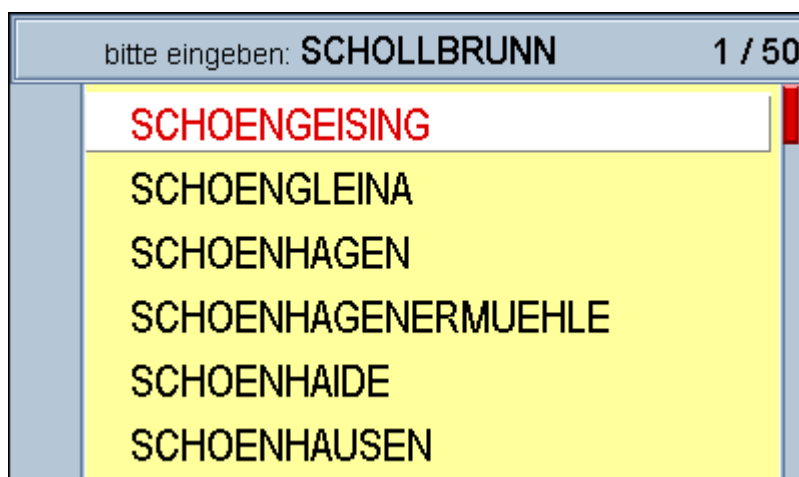 bitte eingeben: SCHOLLBRUNN 1 / 50
SCHOENGEISING
SCHOENGLEINA
SCHOENHAGEN
SCHOENHAGENERMUEHLE
SCHOENHAIDE
SCHOENHAUSEN